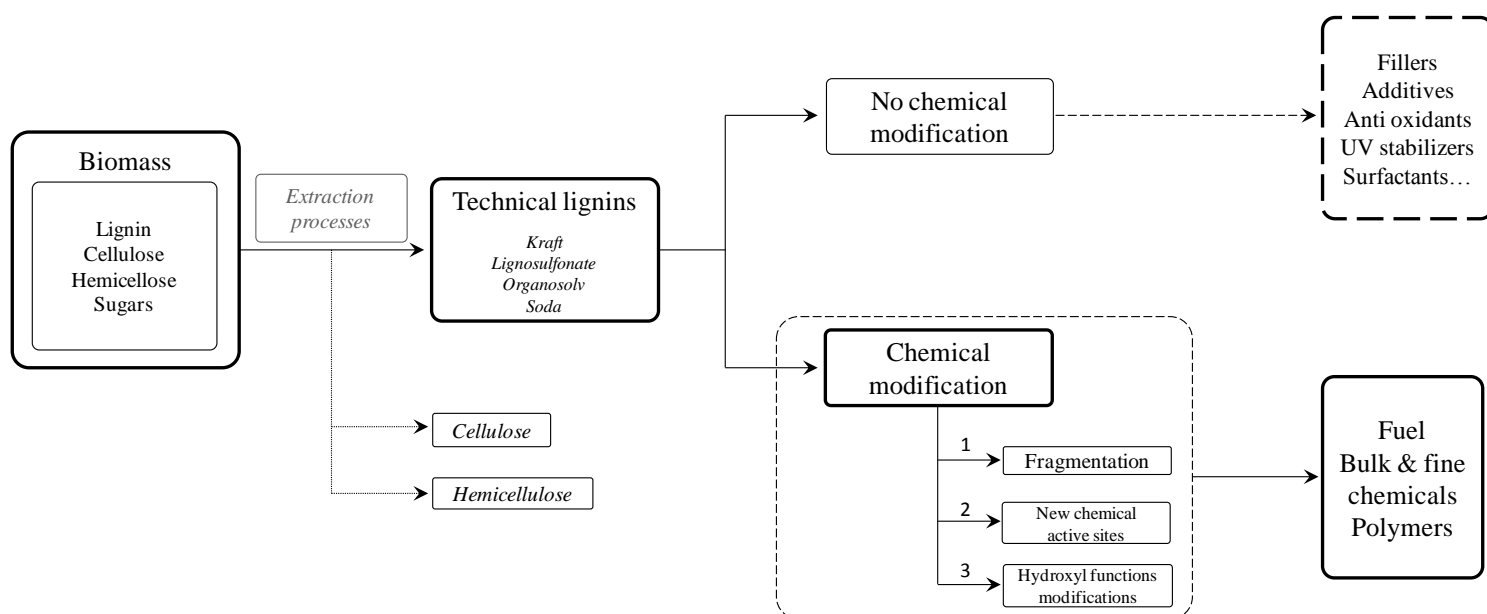 Biomass
Lignin
Cellulose
Hemicellose
Sugars
Extraction
processes
Technical lignins
Kraft
Lignosulfonate
Organosolv
Soda
Cellulose
Hemicellulose
No chemical
modification
Fillers
Additives
Anti oxidants
UV stabilizers
Surfactants…
Chemical
modification
1
Fragmentation
2
New chemical
active sites
3
Hydroxyl functions
modifications
Fuel
Bulk & fine
chemicals
Polymers